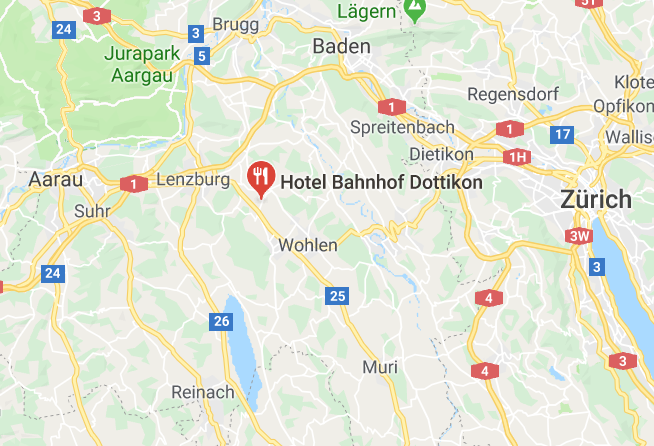 Lägern
3
24
Brugg
3
Jurapark
Aargau
5
Baden
Regensdorf
Klote
Opfikon
1
Spreitenbach
1
17
Wallis
Dietikon
1H
Aarau
1
Lenzburg
Hotel Bahnhof Dottikon
Zürich
Suhr
3W
Wohlen
24
3
25
4
26
3
Muri
4
Reinach